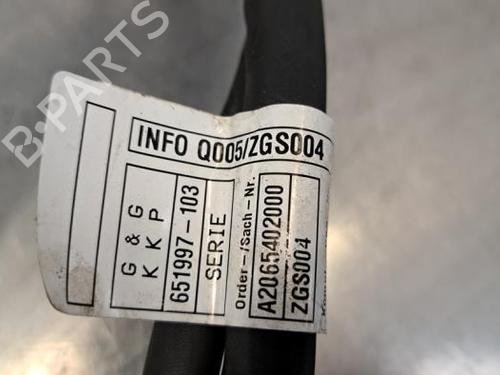 INFO Q005/ZGS004
G & G
K K P
651997-103
SERIE
Order-/Sach-Nr.
A2065402000
ZGS004
B-PARTS